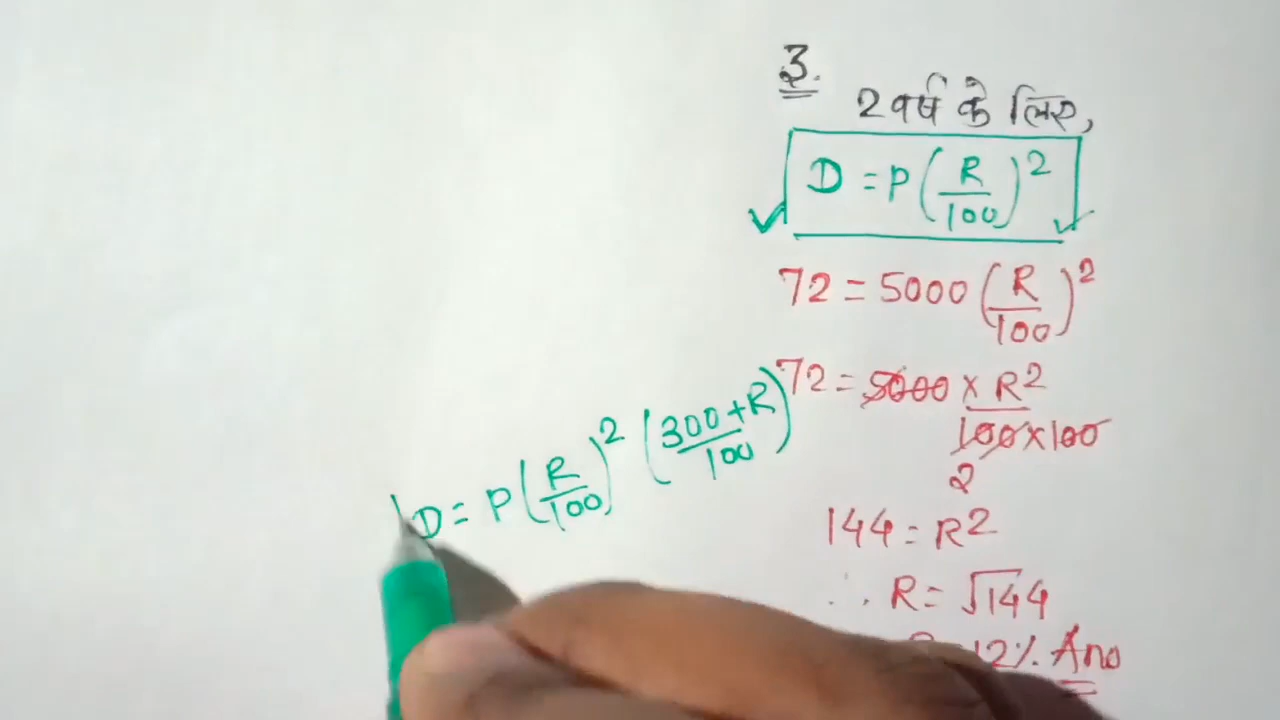 3.
2 वर्ष के लिए,
D = P(R/100)²
72 = 5000 (R/100)²
72 = 5000 × R²/100×100
2
D = P(R/100)² (300+R/100)
144 = R²
∴ R = √144
12% Ans